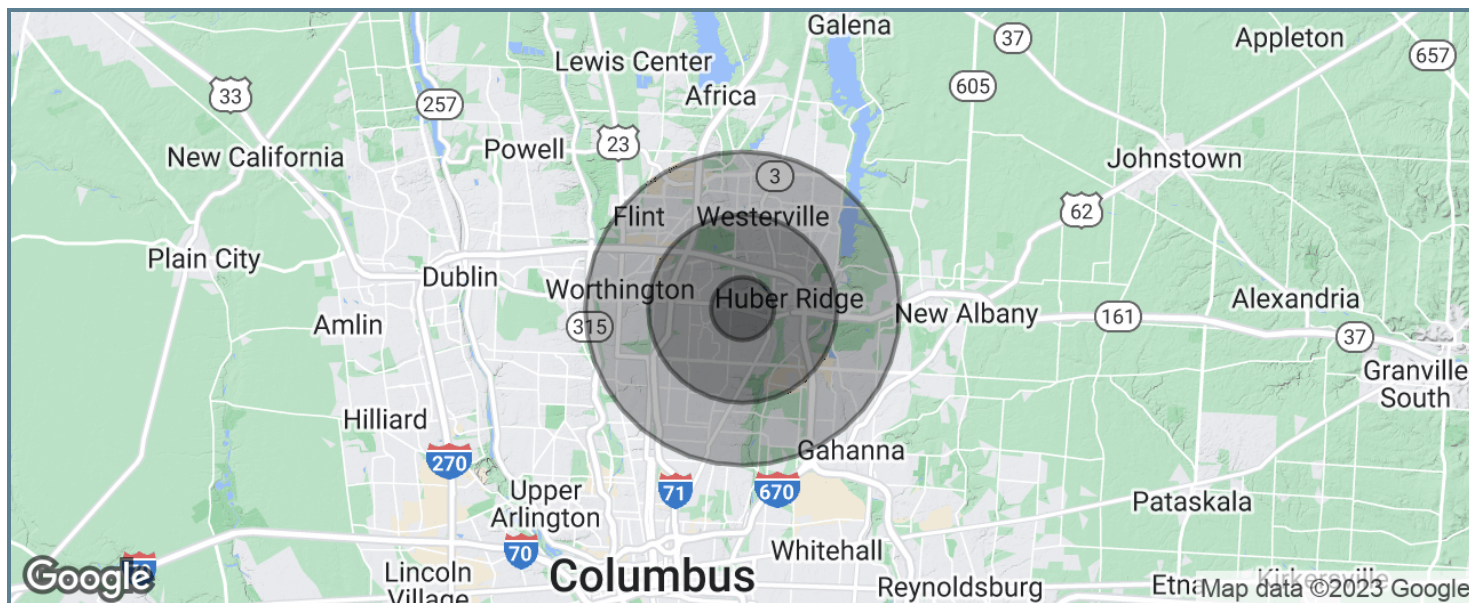 Galena
37
Appleton
657
Lewis Center
Africa
605
33
257
23
Powell
New California
Johnstown
3
62
Flint
Westerville
Plain City
Dublin
Worthington
Huber Ridge
Alexandria
New Albany
161
Amlin
315
37
Granville
South
Hilliard
Gahanna
270
71
670
Upper
Arlington
Pataskala
70
Whitehall
Columbus
Lincoln
Village
Reynoldsburg
Etna
Kirkersville
Google
Map data ©2023 Google